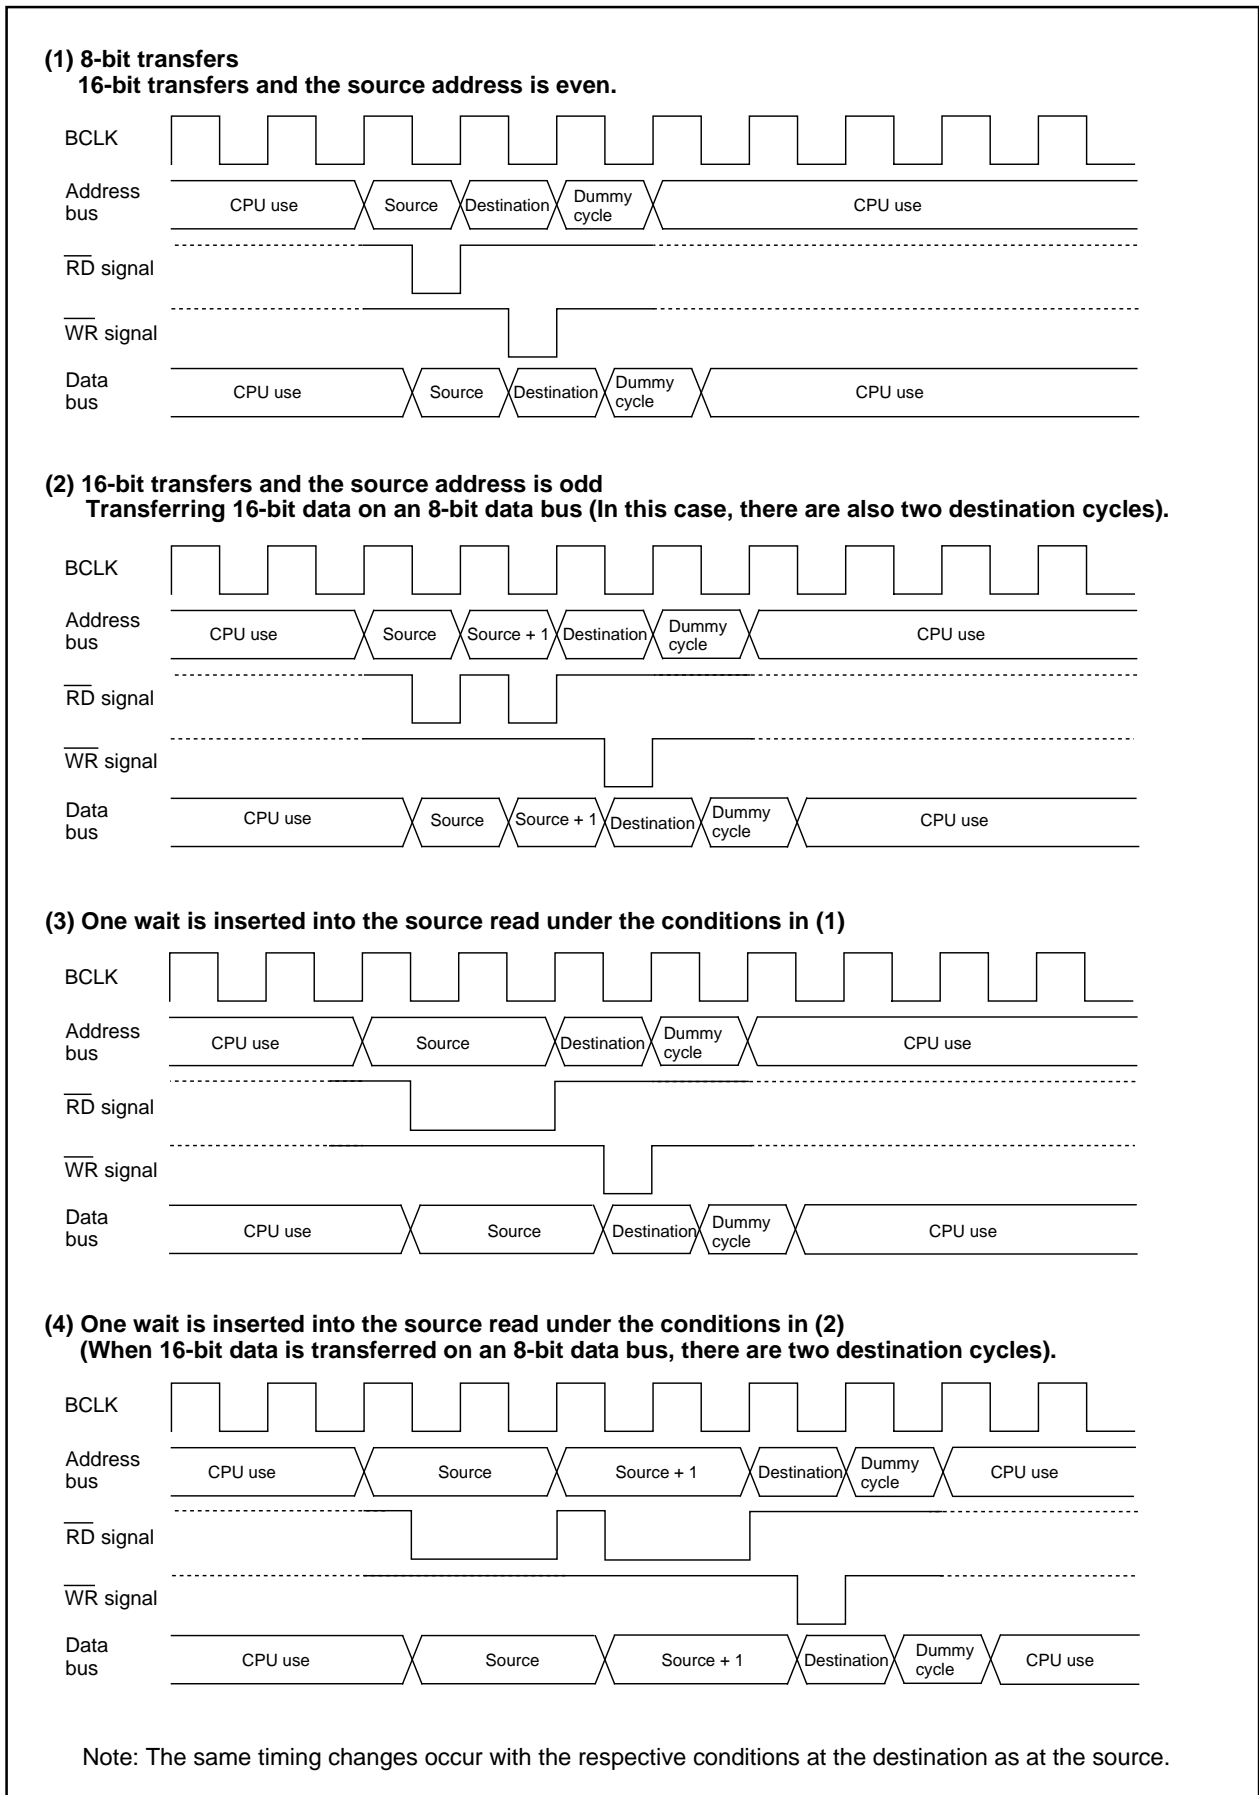 (1) 8-bit transfers
16-bit transfers and the source address is even.
BCLK
Address
bus
CPU use
Source
Destination
Dummy
cycle
CPU use
RD signal
WR signal
Data
bus
CPU use
Source
Destination
Dummy
cycle
CPU use
(2) 16-bit transfers and the source address is odd
Transferring 16-bit data on an 8-bit data bus (In this case, there are also two destination cycles).
BCLK
Address
bus
CPU use
Source
Source + 1
Destination
Dummy
cycle
CPU use
RD signal
WR signal
Data
bus
CPU use
Source
Source + 1
Destination
Dummy
cycle
CPU use
(3) One wait is inserted into the source read under the conditions in (1)
BCLK
Address
bus
CPU use
Source
Destination
Dummy
cycle
CPU use
RD signal
WR signal
Data
bus
CPU use
Source
Destination
Dummy
cycle
CPU use
(4) One wait is inserted into the source read under the conditions in (2)
(When 16-bit data is transferred on an 8-bit data bus, there are two destination cycles).
BCLK
Address
bus
CPU use
Source
Source + 1
Destination
Dummy
cycle
CPU use
RD signal
WR signal
Data
bus
CPU use
Source
Source + 1
Destination
Dummy
cycle
CPU use
Note: The same timing changes occur with the respective conditions at the destination as at the source.